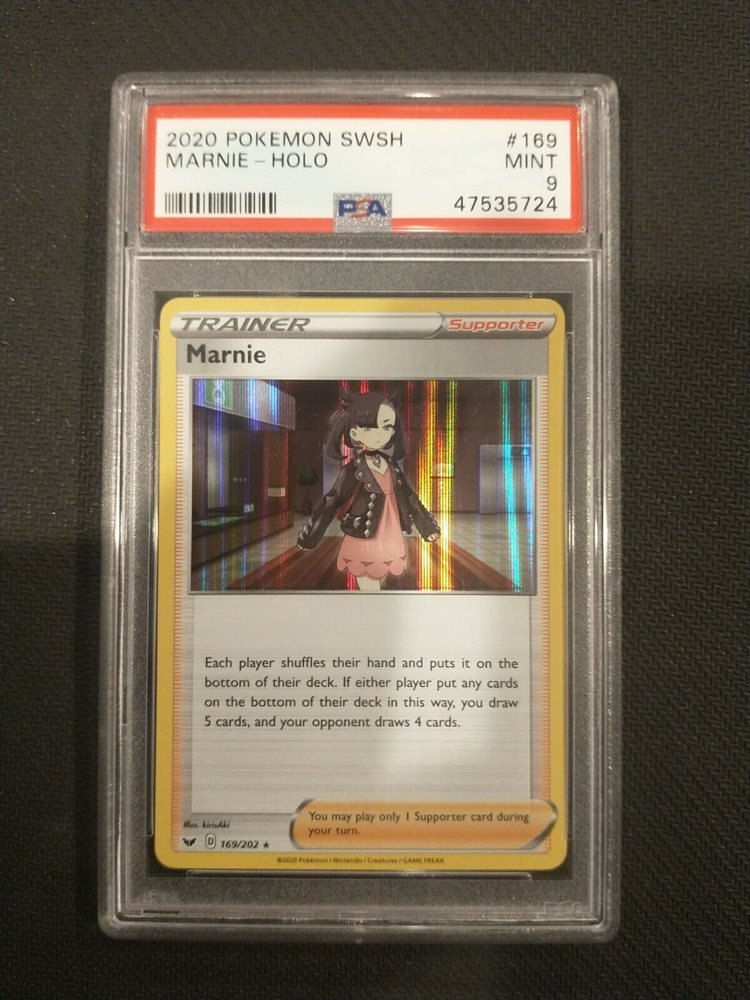 2020 POKEMON SWSH #169
MARNIE – HOLO MINT
9
PSA 47535724
TRAINER Supporter
Marnie
Each player shuffles their hand and puts it on the
bottom of their deck. If either player put any cards
on the bottom of their deck in this way, you draw
5 cards, and your opponent draws 4 cards.
You may play only 1 Supporter card during
your turn.
Illus. kirisAki
D 169/202 ★
©2020 Pokémon / Nintendo / Creatures / GAME FREAK